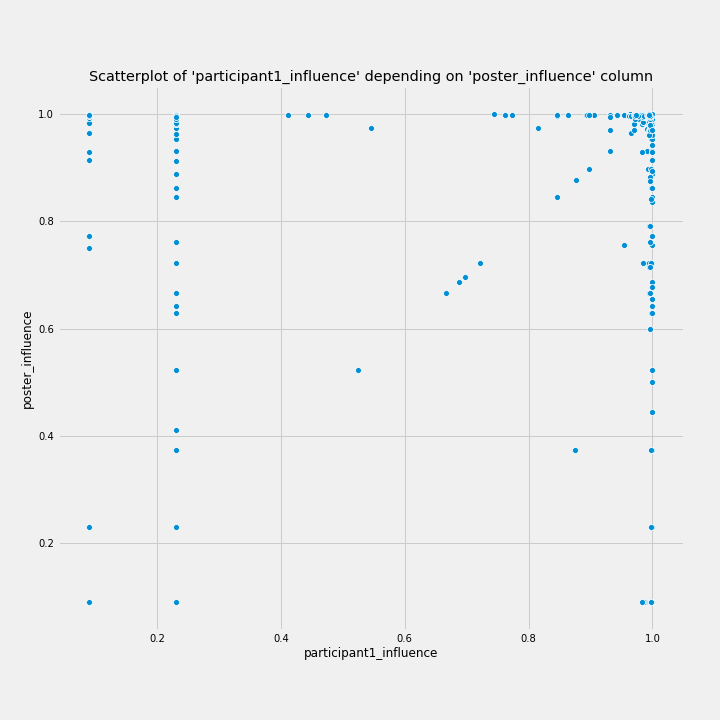 Scatterplot of 'participant1_influence' depending on 'poster_influence' column
1.0
0.8
0.6
0.4
0.2
poster_influence
0.2 0.4 0.6 0.8 1.0
participant1_influence